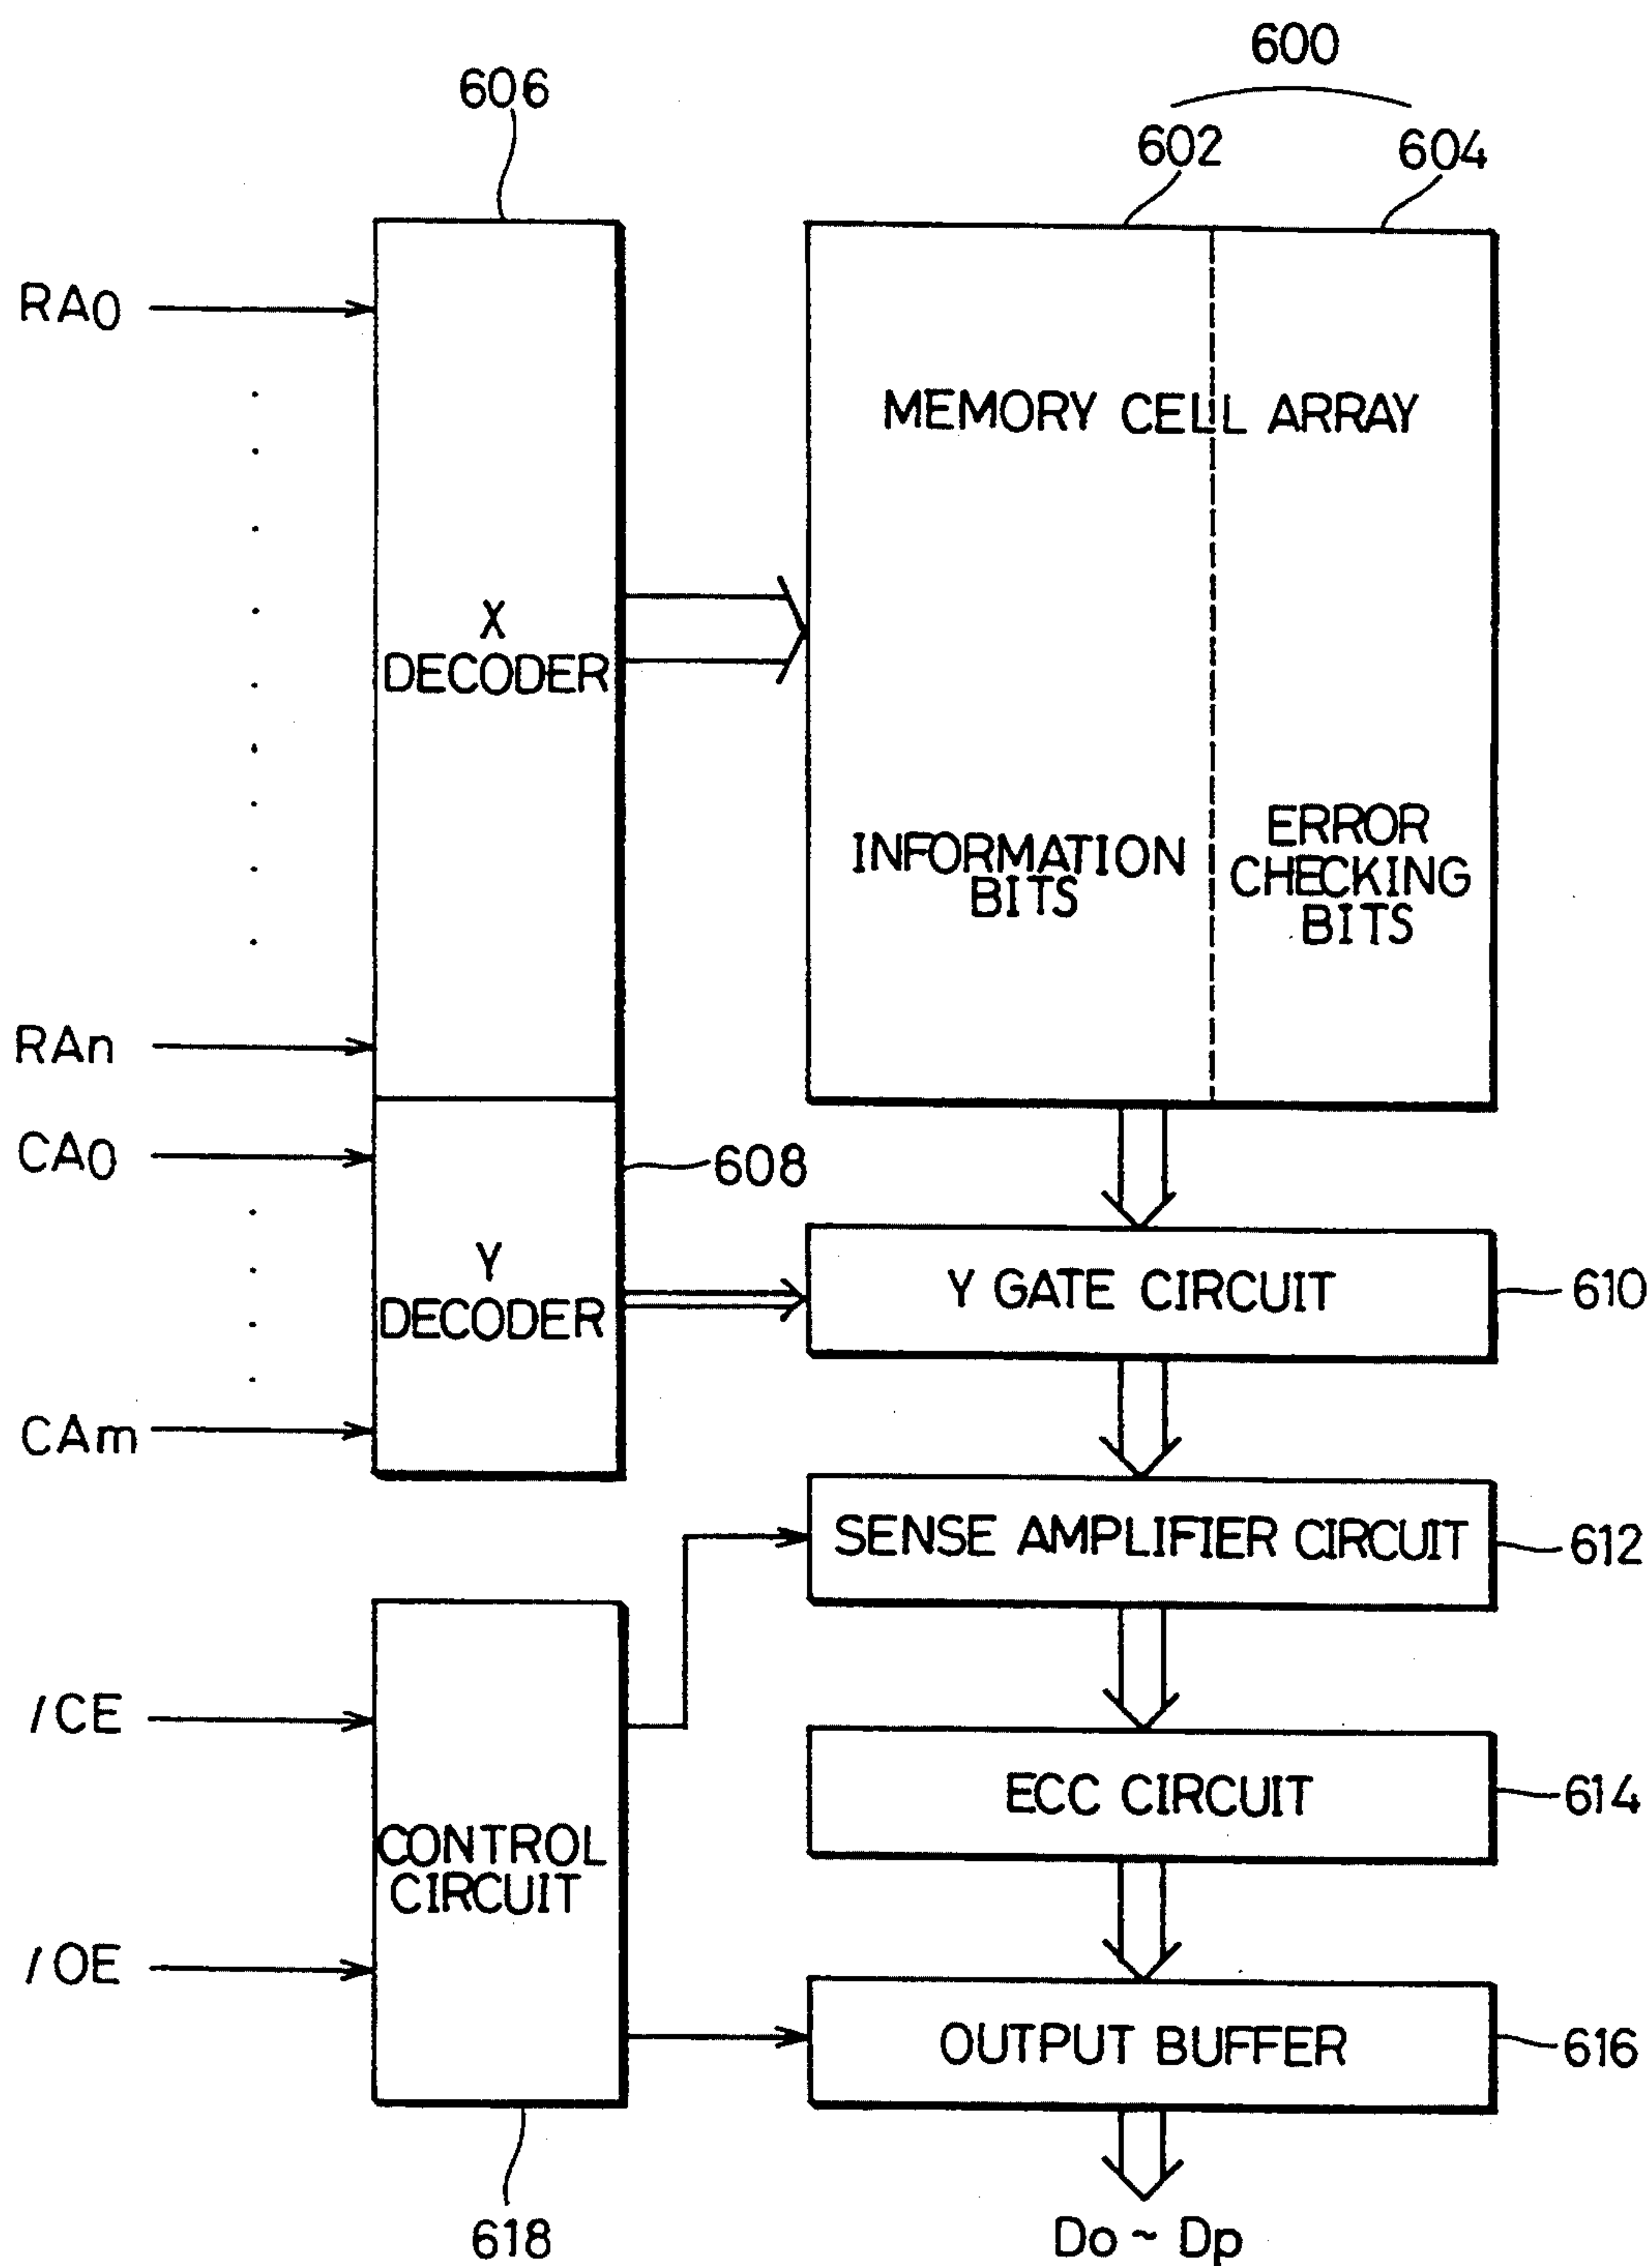 600
606
602 604
RA0
MEMORY CELL ARRAY
X
DECODER
INFORMATION
BITS
ERROR
CHECKING
BITS
RAn
CA0
608
Y
DECODER
Y GATE CIRCUIT
610
CAm
SENSE AMPLIFIER CIRCUIT
612
/CE
ECC CIRCUIT
614
CONTROL
CIRCUIT
/OE
OUTPUT BUFFER
616
618
Do ~ Dp